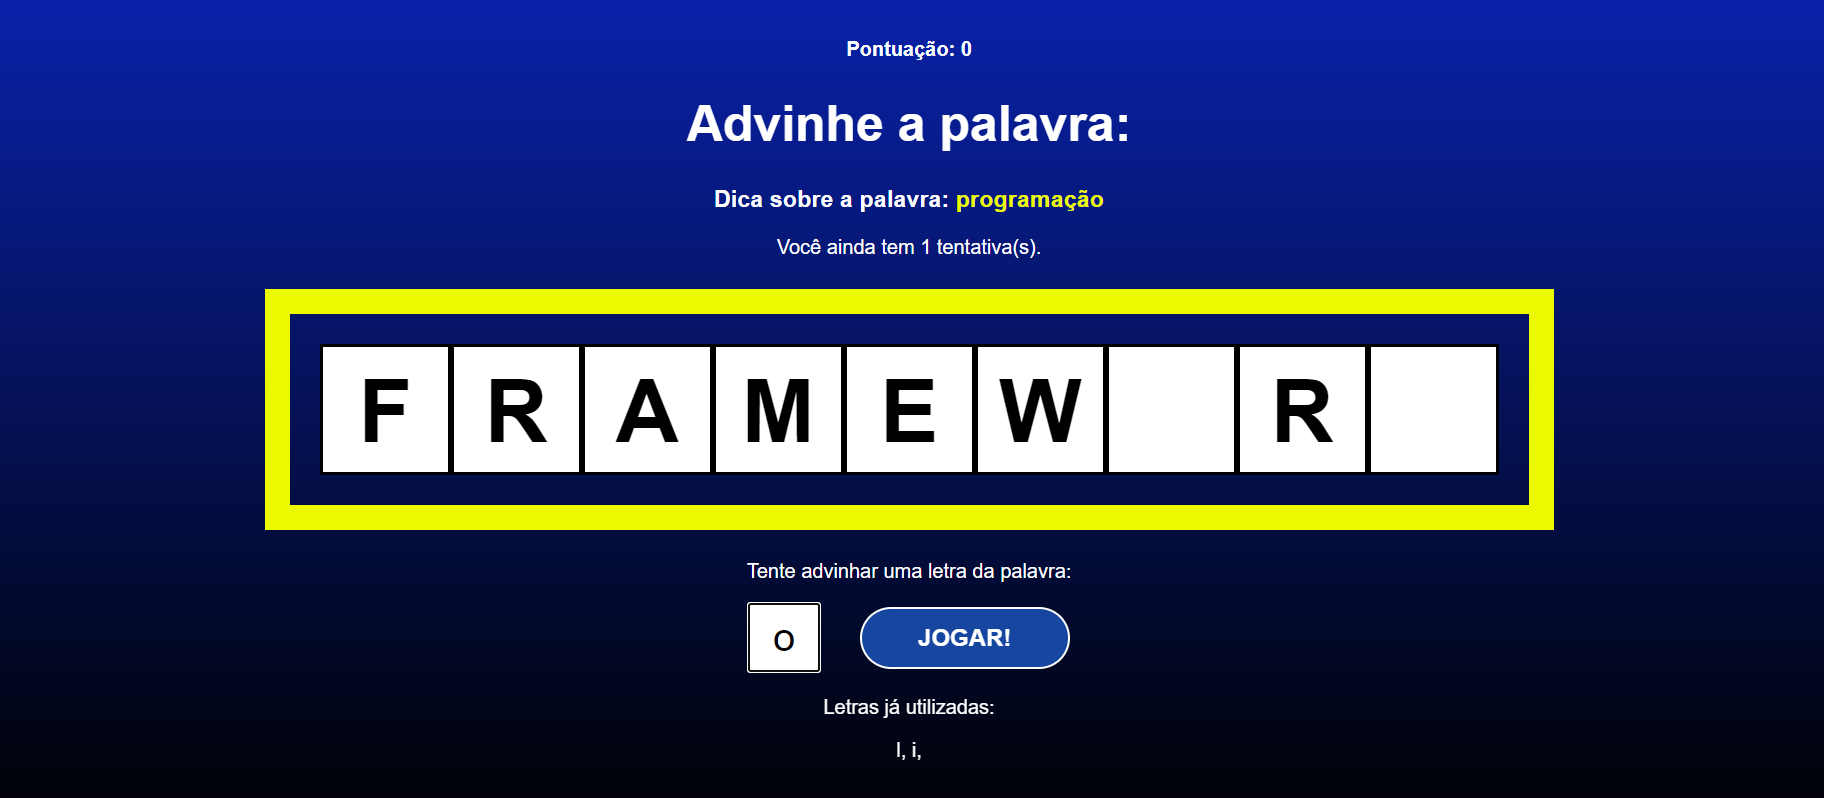 Pontuação: 0
Advinhe a palavra:
Dica sobre a palavra: programação
Você ainda tem 1 tentativa(s).
F R A M E W R
Tente advinhar uma letra da palavra:
o JOGAR!
Letras já utilizadas:
l, i,